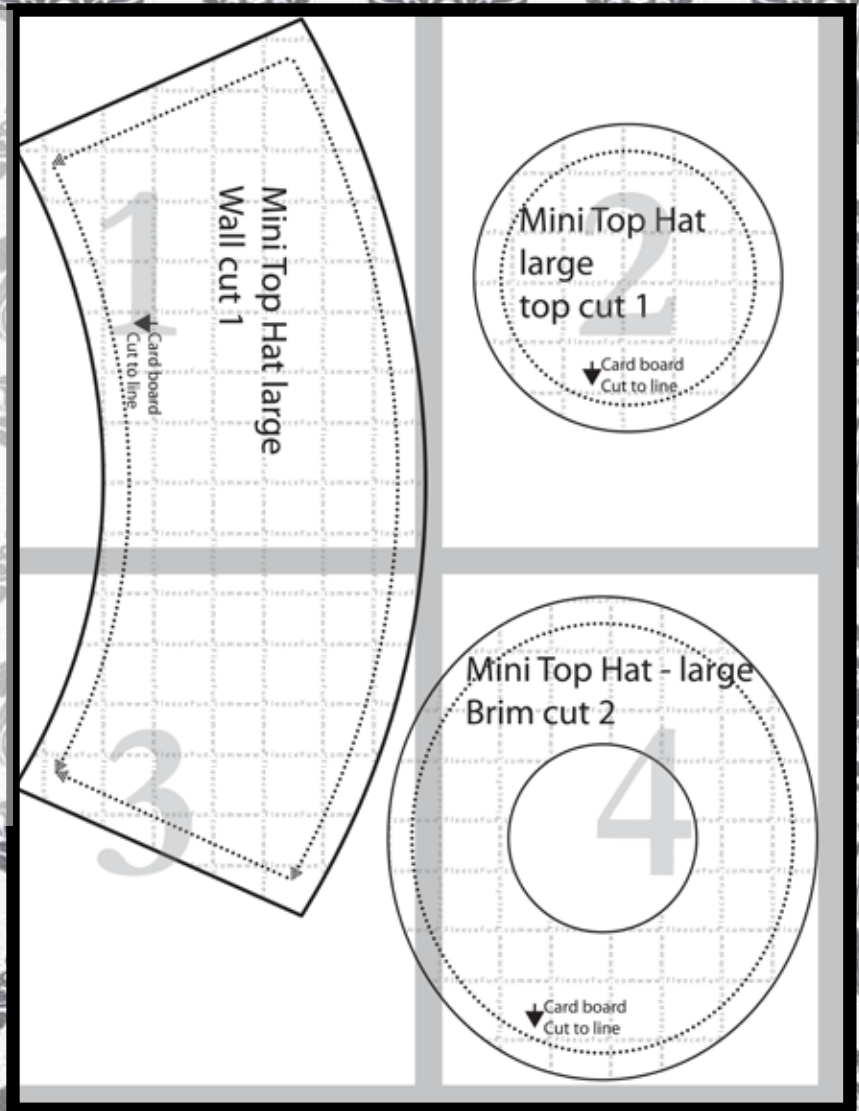 1
Mini Top Hat large
Wall cut 1
Card board
Cut to line
2
Mini Top Hat
large
top cut 1
Card board
Cut to line
3
4
Mini Top Hat - large
Brim cut 2
Card board
Cut to line